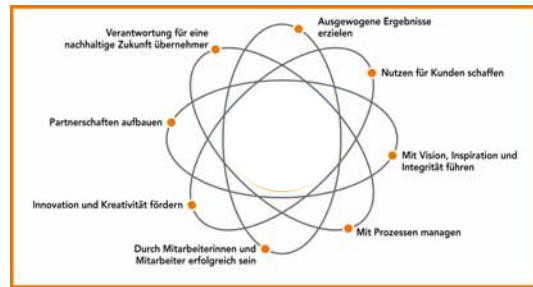 Ausgewogene Ergebnisse
erzielen
Verantwortung für eine
nachhaltige Zukunft übernehmer
Nutzen für Kunden schaffen
Partnerschaften aufbauen
Mit Vision, Inspiration und
Integrität führen
Innovation und Kreativität fördern
Mit Prozessen managen
Durch Mitarbeiterinnen und
Mitarbeiter erfolgreich sein